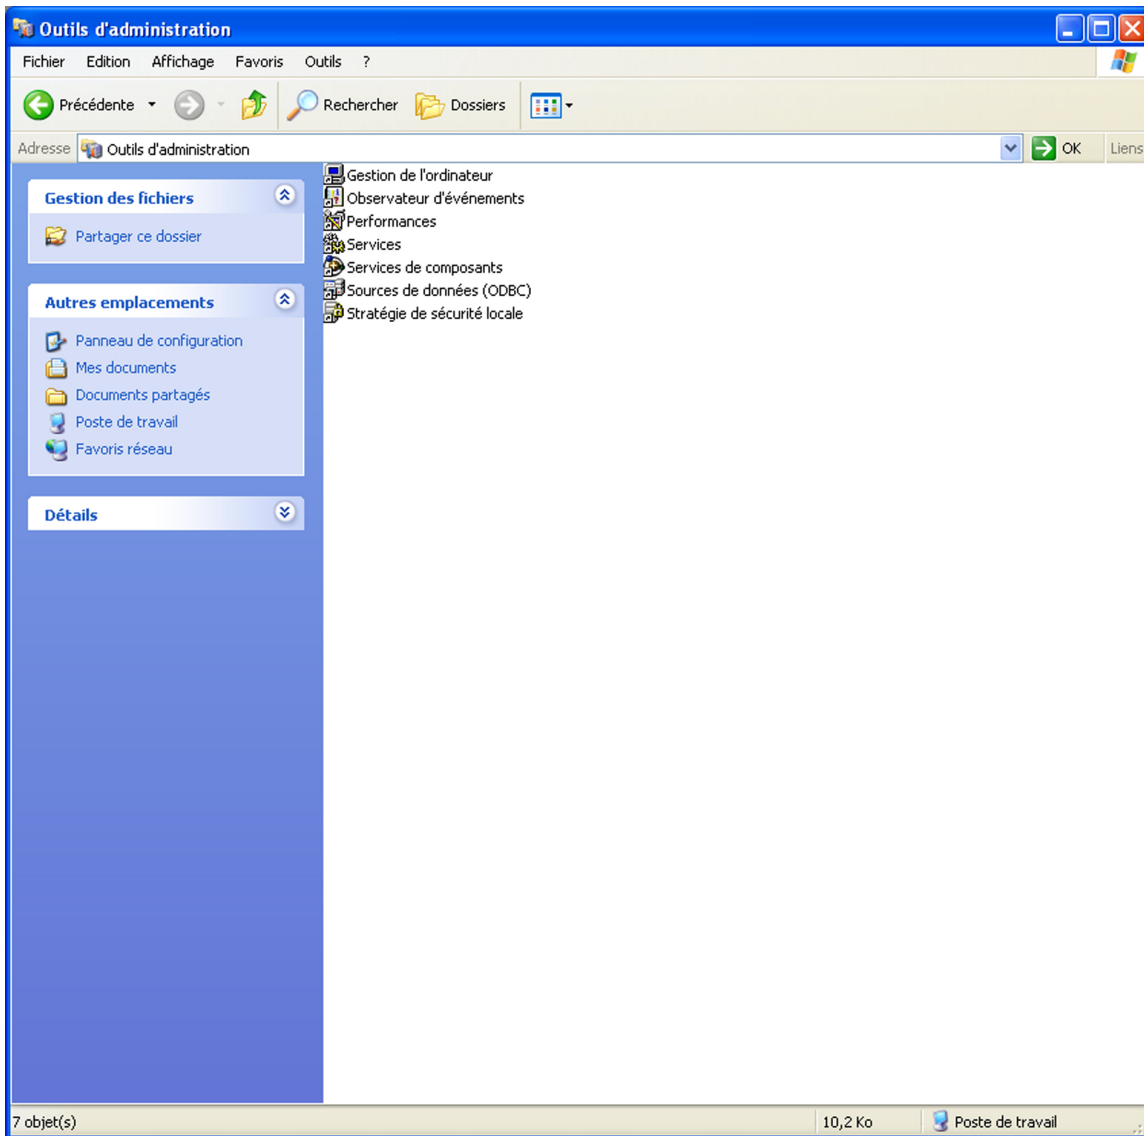 Outils d'administration
Fichier Edition Affichage Favoris Outils ?
Précédente Rechercher Dossiers
Adresse Outils d'administration OK Liens
Gestion des fichiers
Partager ce dossier
Autres emplacements
Panneau de configuration
Mes documents
Documents partagés
Poste de travail
Favoris réseau
Détails
Gestion de l'ordinateur
Observateur d'événements
Performances
Services
Services de composants
Sources de données (ODBC)
Stratégie de sécurité locale
7 objet(s) 10,2 Ko Poste de travail